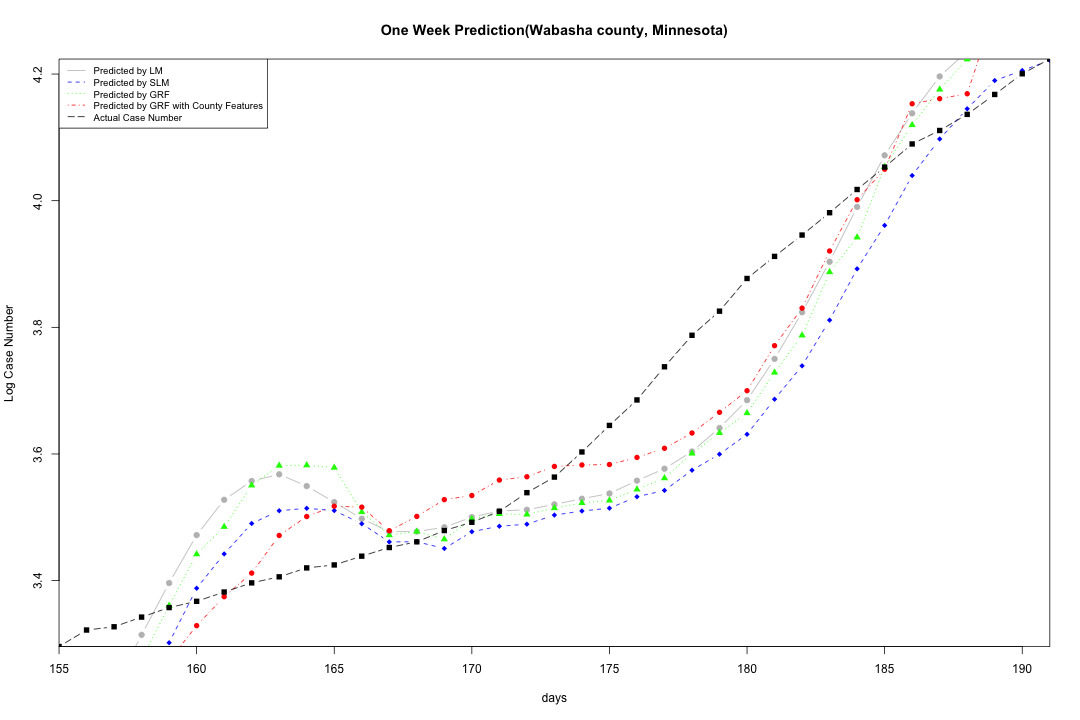 One Week Prediction(Wabasha county, Minnesota)
Predicted by LM
Predicted by SLM
Predicted by GRF
Predicted by GRF with County Features
Actual Case Number
4.2
4.0
3.8
3.6
3.4
Log Case Number
155 160 165 170 175 180 185 190
days